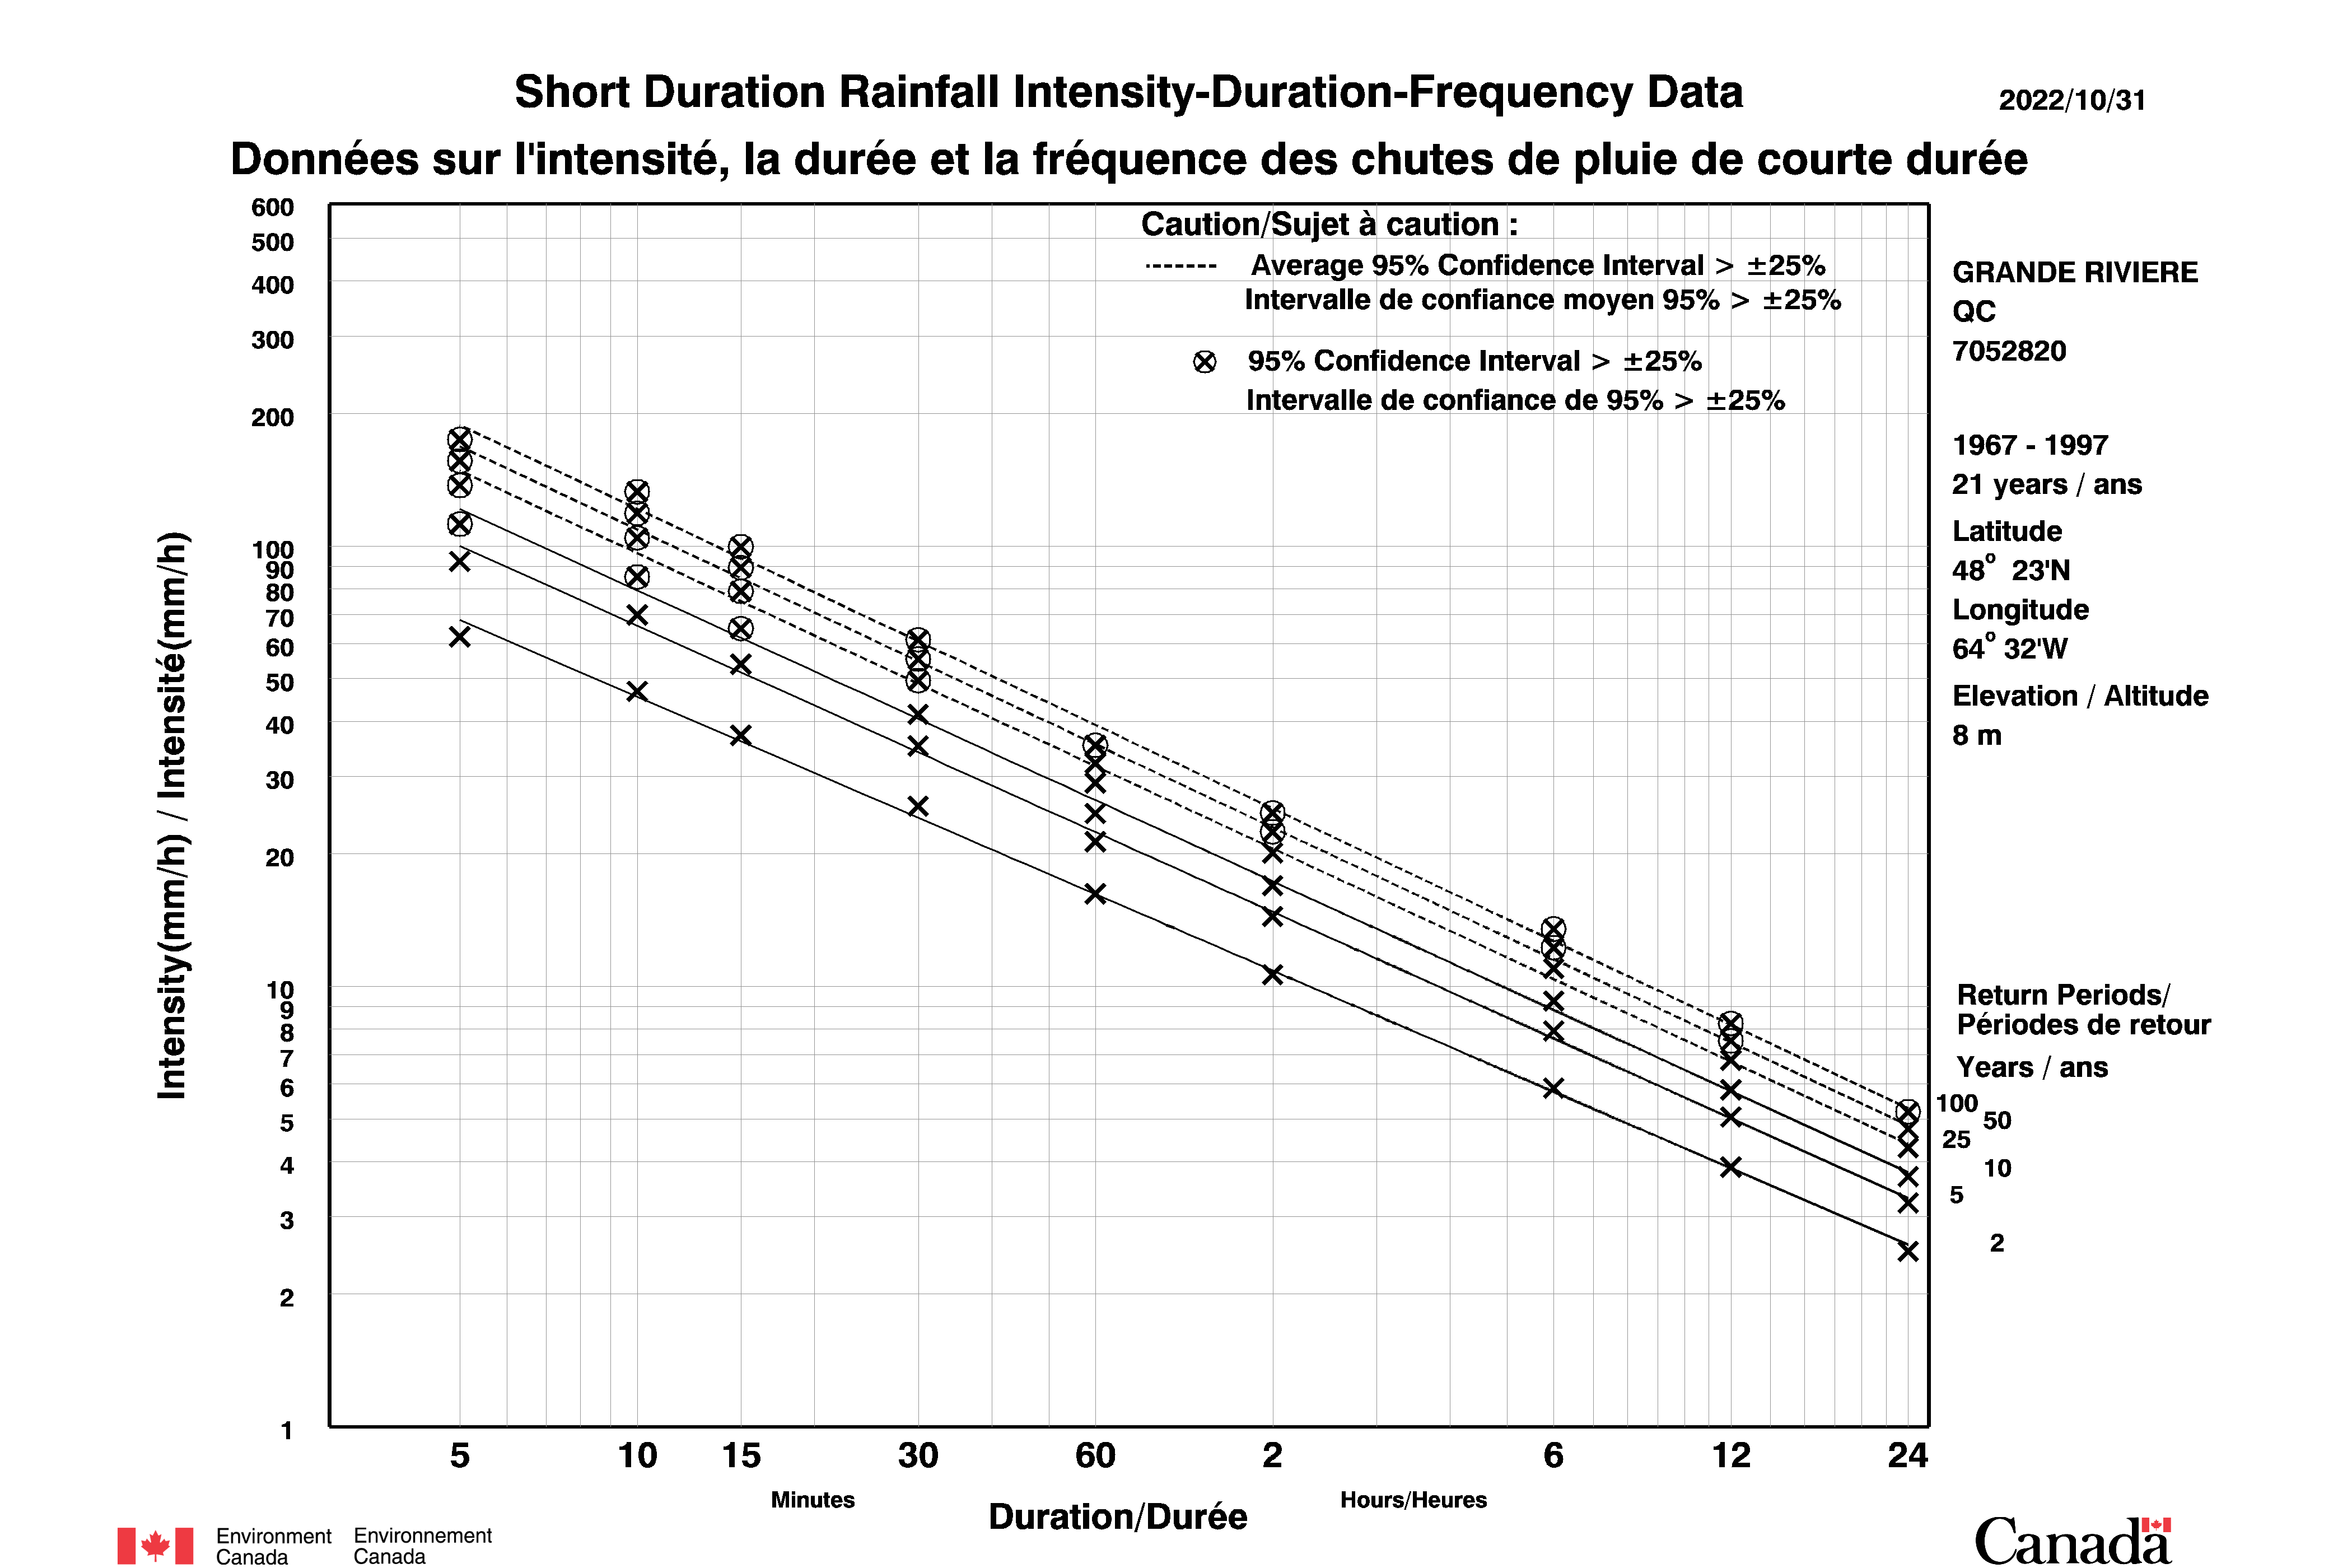 Short Duration Rainfall Intensity-Duration-Frequency Data
2022/10/31
Données sur l'intensité, la durée et la fréquence des chutes de pluie de courte durée
Caution/Sujet à caution :
Average 95% Confidence Interval > ±25%
Intervalle de confiance moyen 95% > ±25%
95% Confidence Interval > ±25%
Intervalle de confiance de 95% > ±25%
GRANDE RIVIERE
QC
7052820
1967 - 1997
21 years / ans
Latitude
48° 23'N
Longitude
64° 32'W
Elevation / Altitude
8 m
Return Periods/
Périodes de retour
Years / ans
100
50
25
10
5
2
Intensity(mm/h) / Intensité(mm/h)
600
500
400
300
200
100
90
80
70
60
50
40
30
20
10
9
8
7
6
5
4
3
2
1
5 10 15 30 60 2 6 12 24
Minutes
Hours/Heures
Duration/Durée
Environment
Canada
Environnement
Canada
Canada